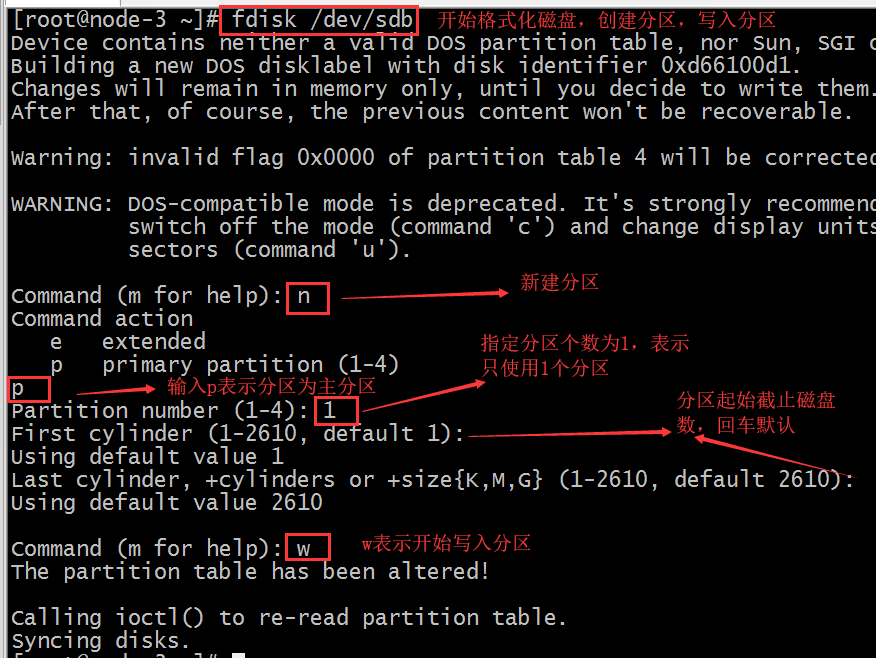 [root@node-3 ~]# fdisk /dev/sdb 开始格式化磁盘，创建分区，写入分区
Device contains neither a valid DOS partition table, nor Sun, SGI
Building a new DOS disklabel with disk identifier 0xd66100d1.
Changes will remain in memory only, until you decide to write them.
After that, of course, the previous content won't be recoverable.
Warning: invalid flag 0x0000 of partition table 4 will be corrected
WARNING: DOS-compatible mode is deprecated. It's strongly recommend
switch off the mode (command 'c') and change display units
sectors (command 'u').
Command (m for help): n 新建分区
Command action
e extended
p primary partition (1-4)
指定分区个数为1，表示
只使用1个分区
p 输入p表示分区为主分区
Partition number (1-4): 1
First cylinder (1-2610, default 1):
分区起始截止磁盘
数，回车默认
Using default value 1
Last cylinder, +cylinders or +size{K,M,G} (1-2610, default 2610):
Using default value 2610
Command (m for help): w w表示开始写入分区
The partition table has been altered!
Calling ioctl() to re-read partition table.
Syncing disks.